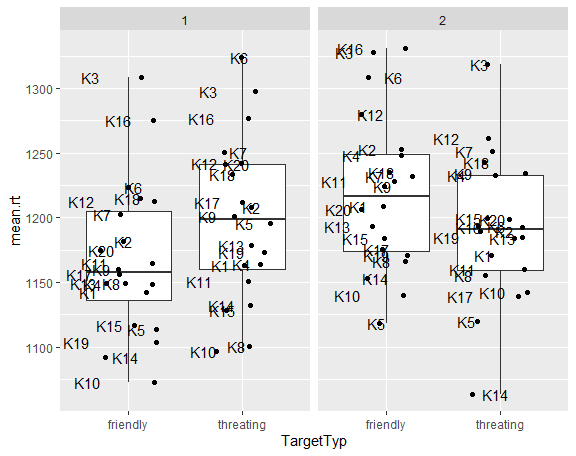 1
2
mean.rt
1300
1250
1200
1150
1100
K3
K16
K6
K18
K12
K7
K2
K20
K11
K9
K8
K1
K15
K5
K19
K14
K10
K6
K3
K16
K7
K12
K20
K18
K17
K2
K9
K5
K13
K19
K1
K4
K11
K14
K15
K8
K10
K16
K3
K6
K12
K2
K4
K7
K9
K11
K20
K1
K13
K15
K17
K8
K14
K10
K5
K3
K12
K7
K18
K9
K15
K2
K19
K13
K1
K11
K8
K10
K17
K5
K14
friendly
threating
friendly
threating
TargetTyp